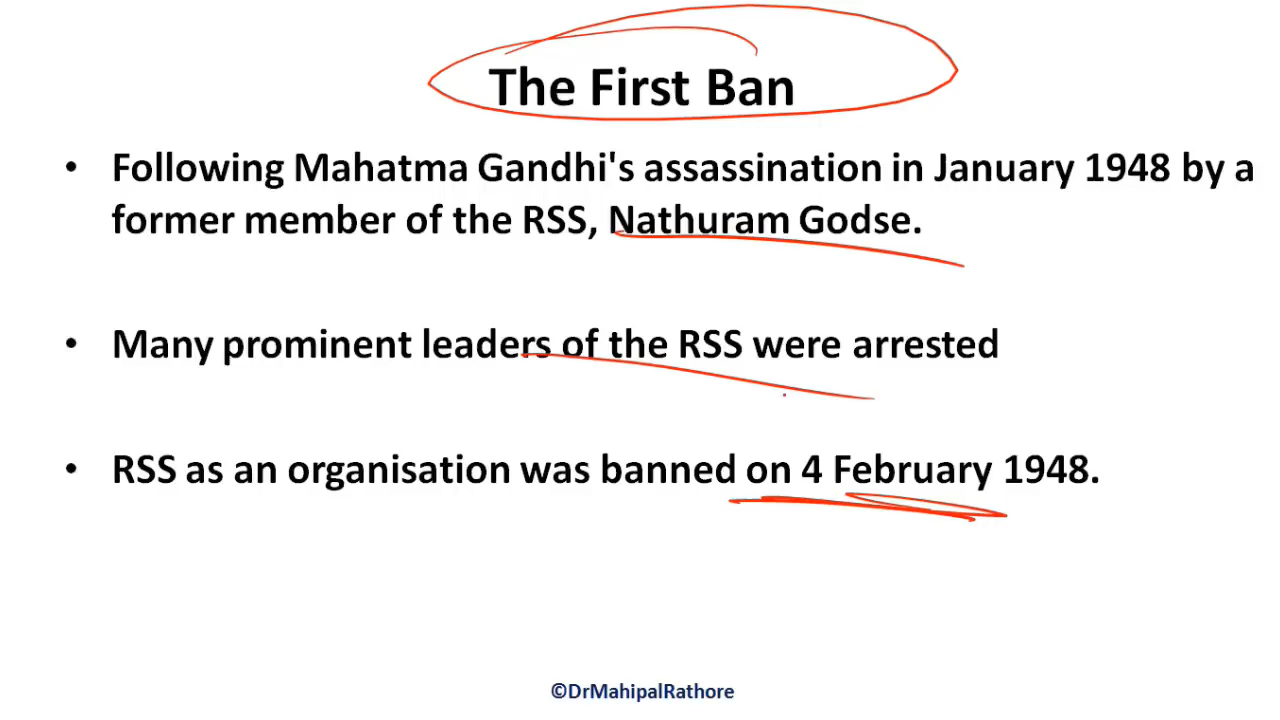 The First Ban
• Following Mahatma Gandhi's assassination in January 1948 by a
former member of the RSS, Nathuram Godse.
• Many prominent leaders of the RSS were arrested
• RSS as an organisation was banned on 4 February 1948.
©DrMahipalRathore